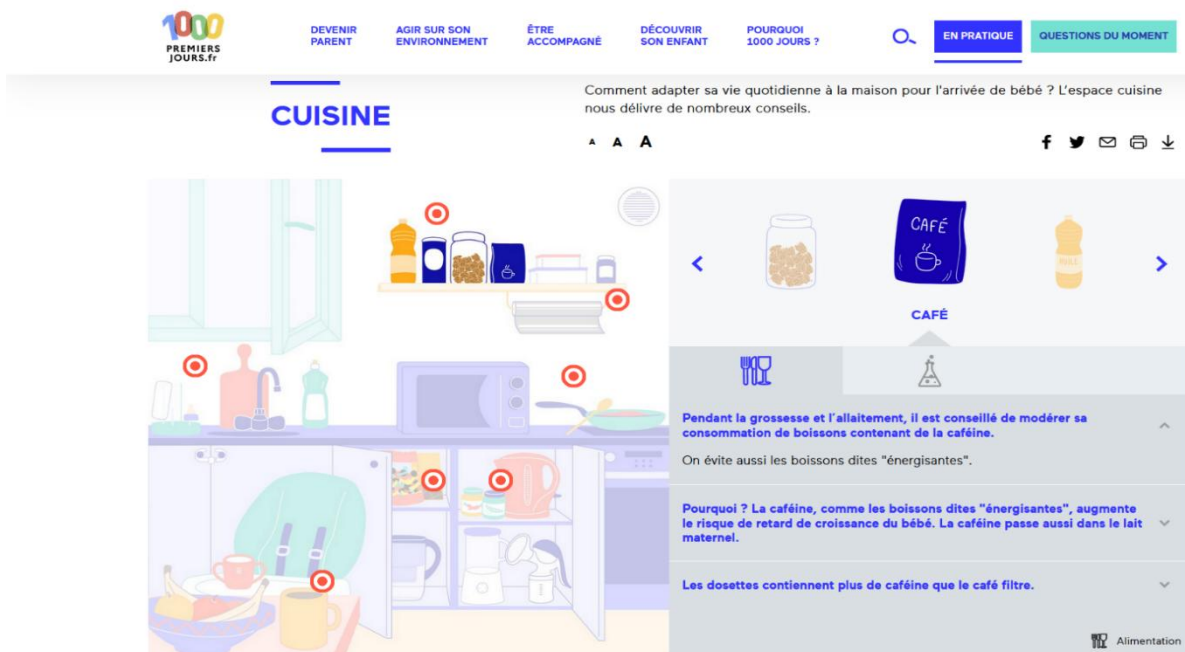 1000
PREMIERS
JOURS.fr
DEVENIR
PARENT
AGIR SUR SON
ENVIRONNEMENT
ÊTRE
ACCOMPAGNÉ
DÉCOUVRIR
SON ENFANT
POURQUOI
1000 JOURS ?
EN PRATIQUE
QUESTIONS DU MOMENT
CUISINE
Comment adapter sa vie quotidienne à la maison pour l'arrivée de bébé ? L'espace cuisine
nous délivre de nombreux conseils.
A A A
CAFÉ
HUILE
CAFÉ
Pendant la grossesse et l'allaitement, il est conseillé de modérer sa
consommation de boissons contenant de la caféine.
On évite aussi les boissons dites "énergisantes".
Pourquoi ? La caféine, comme les boissons dites "énergisantes", augmente
le risque de retard de croissance du bébé. La caféine passe aussi dans le lait
maternel.
Les dosettes contiennent plus de caféine que le café filtre.
Alimentation